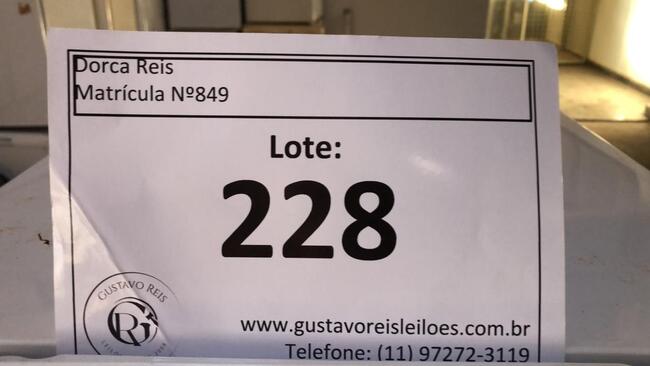 Dorca Reis
Matrícula Nº849
Lote:
228
GUSTAVO REIS
www.gustavoreisleiloes.com.br
Telefone: (11) 97272-3119